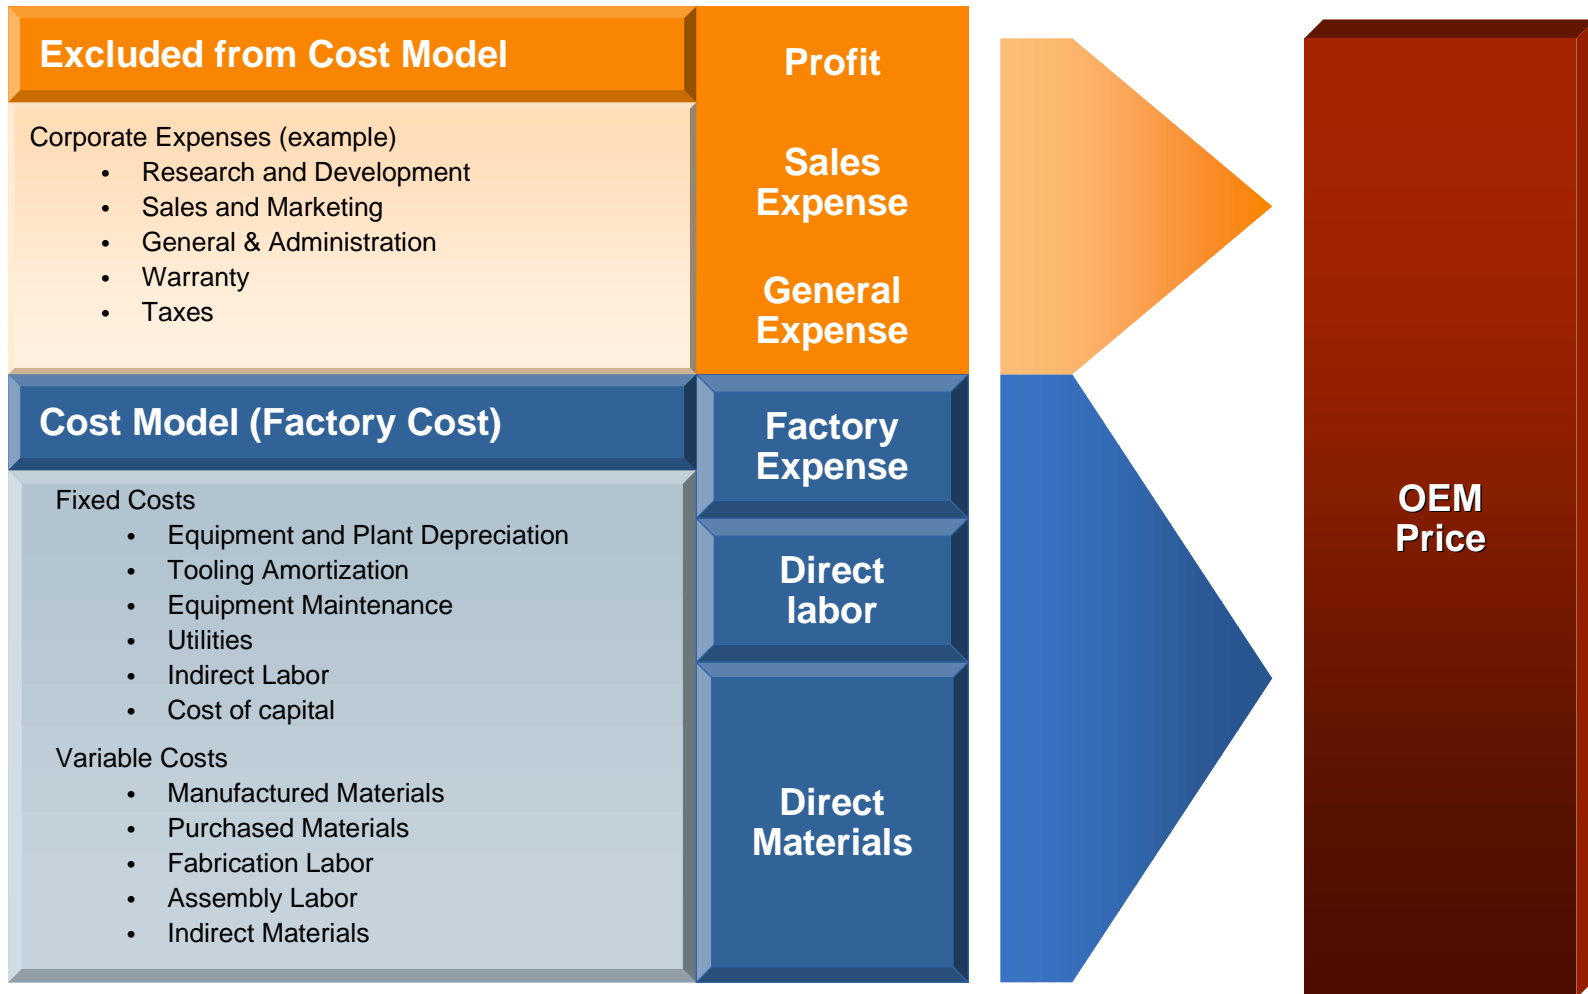 Excluded from Cost Model
Corporate Expenses (example)
• Research and Development
• Sales and Marketing
• General & Administration
• Warranty
• Taxes
Profit
Sales
Expense
General
Expense
Cost Model (Factory Cost)
Fixed Costs
• Equipment and Plant Depreciation
• Tooling Amortization
• Equipment Maintenance
• Utilities
• Indirect Labor
• Cost of capital
Variable Costs
• Manufactured Materials
• Purchased Materials
• Fabrication Labor
• Assembly Labor
• Indirect Materials
Factory
Expense
Direct
labor
Direct
Materials
OEM
Price